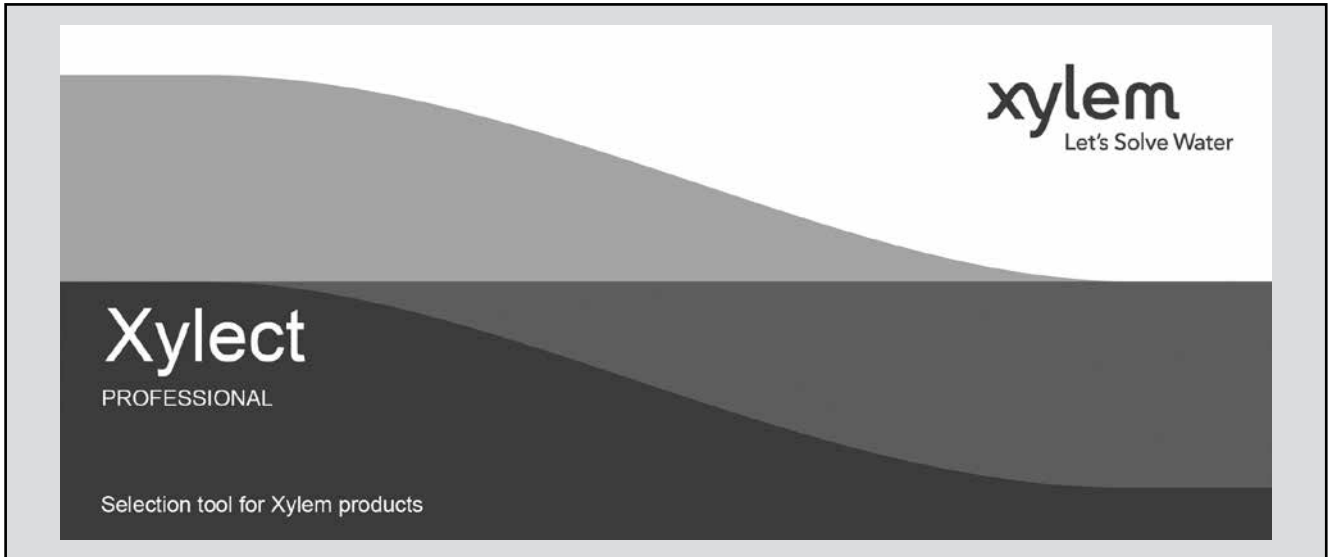 xylem
Let's Solve Water
Xylect
PROFESSIONAL
Selection tool for Xylem products